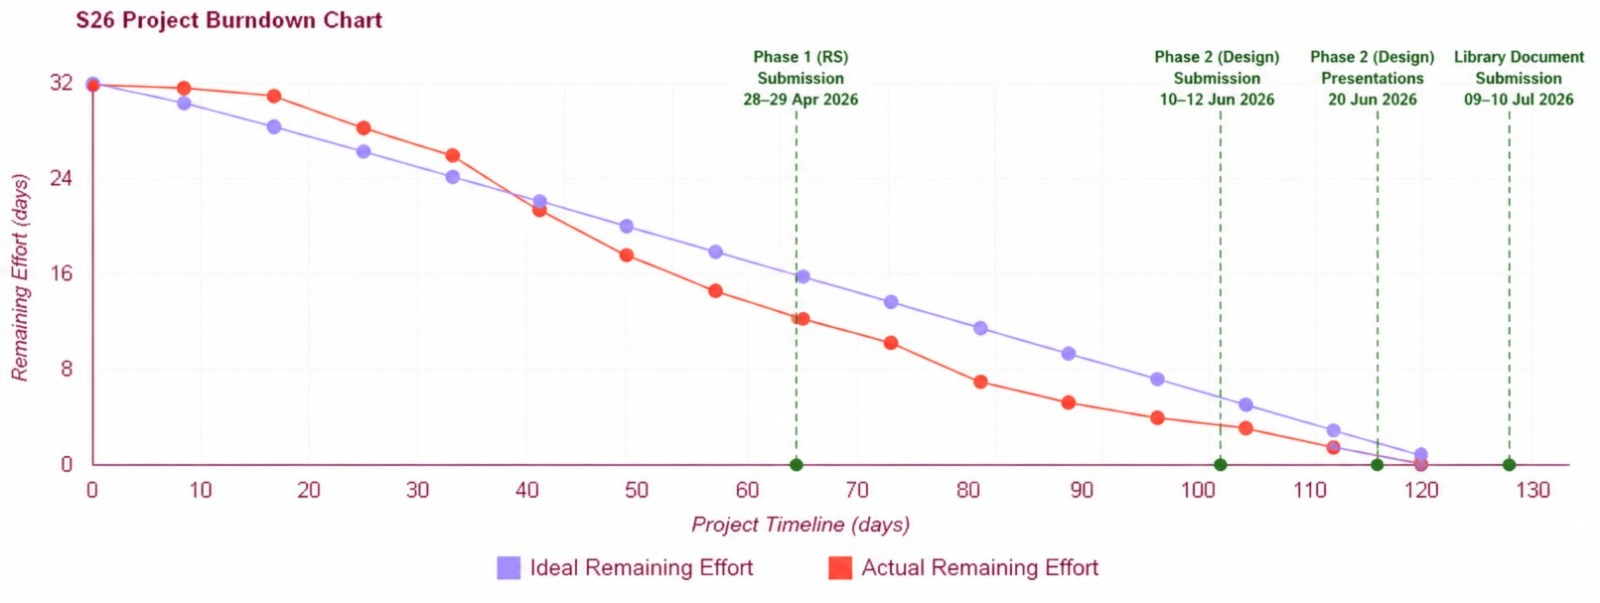 S26 Project Burndown Chart
Phase 1 (RS)
Submission
28–29 Apr 2026
Phase 2 (Design)
Submission
10–12 Jun 2026
Phase 2 (Design)
Presentations
20 Jun 2026
Library Document
Submission
09–10 Jul 2026
Remaining Effort (days)
32
24
16
8
0
0 10 20 30 40 50 60 70 80 90 100 110 120 130
Project Timeline (days)
Ideal Remaining Effort Actual Remaining Effort